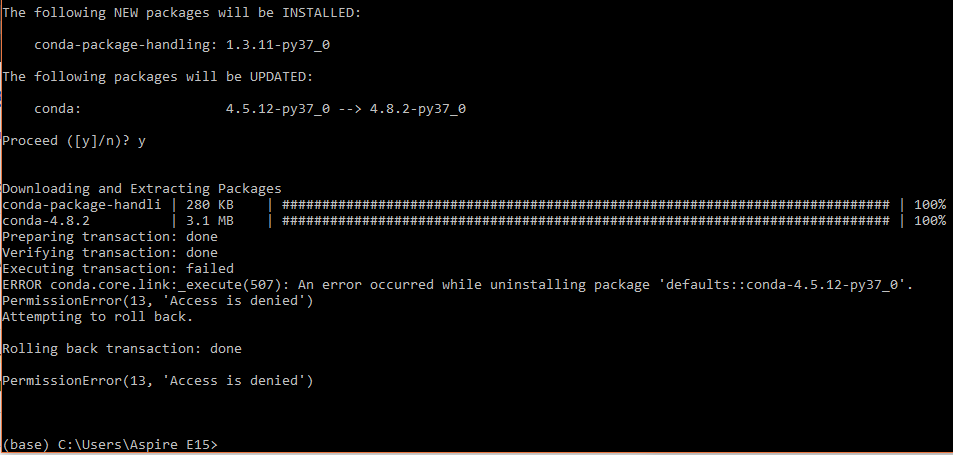 The following NEW packages will be INSTALLED:
conda-package-handling: 1.3.11-py37_0
The following packages will be UPDATED:
conda: 4.5.12-py37_0 --> 4.8.2-py37_0
Proceed ([y]/n)? y
Downloading and Extracting Packages
conda-package-handli | 280 KB | ############################################################################ | 100%
conda-4.8.2 | 3.1 MB | ############################################################################ | 100%
Preparing transaction: done
Verifying transaction: done
Executing transaction: failed
ERROR conda.core.link:_execute(507): An error occurred while uninstalling package 'defaults::conda-4.5.12-py37_0'.
PermissionError(13, 'Access is denied')
Attempting to roll back.
Rolling back transaction: done
PermissionError(13, 'Access is denied')
(base) C:\Users\Aspire E15>